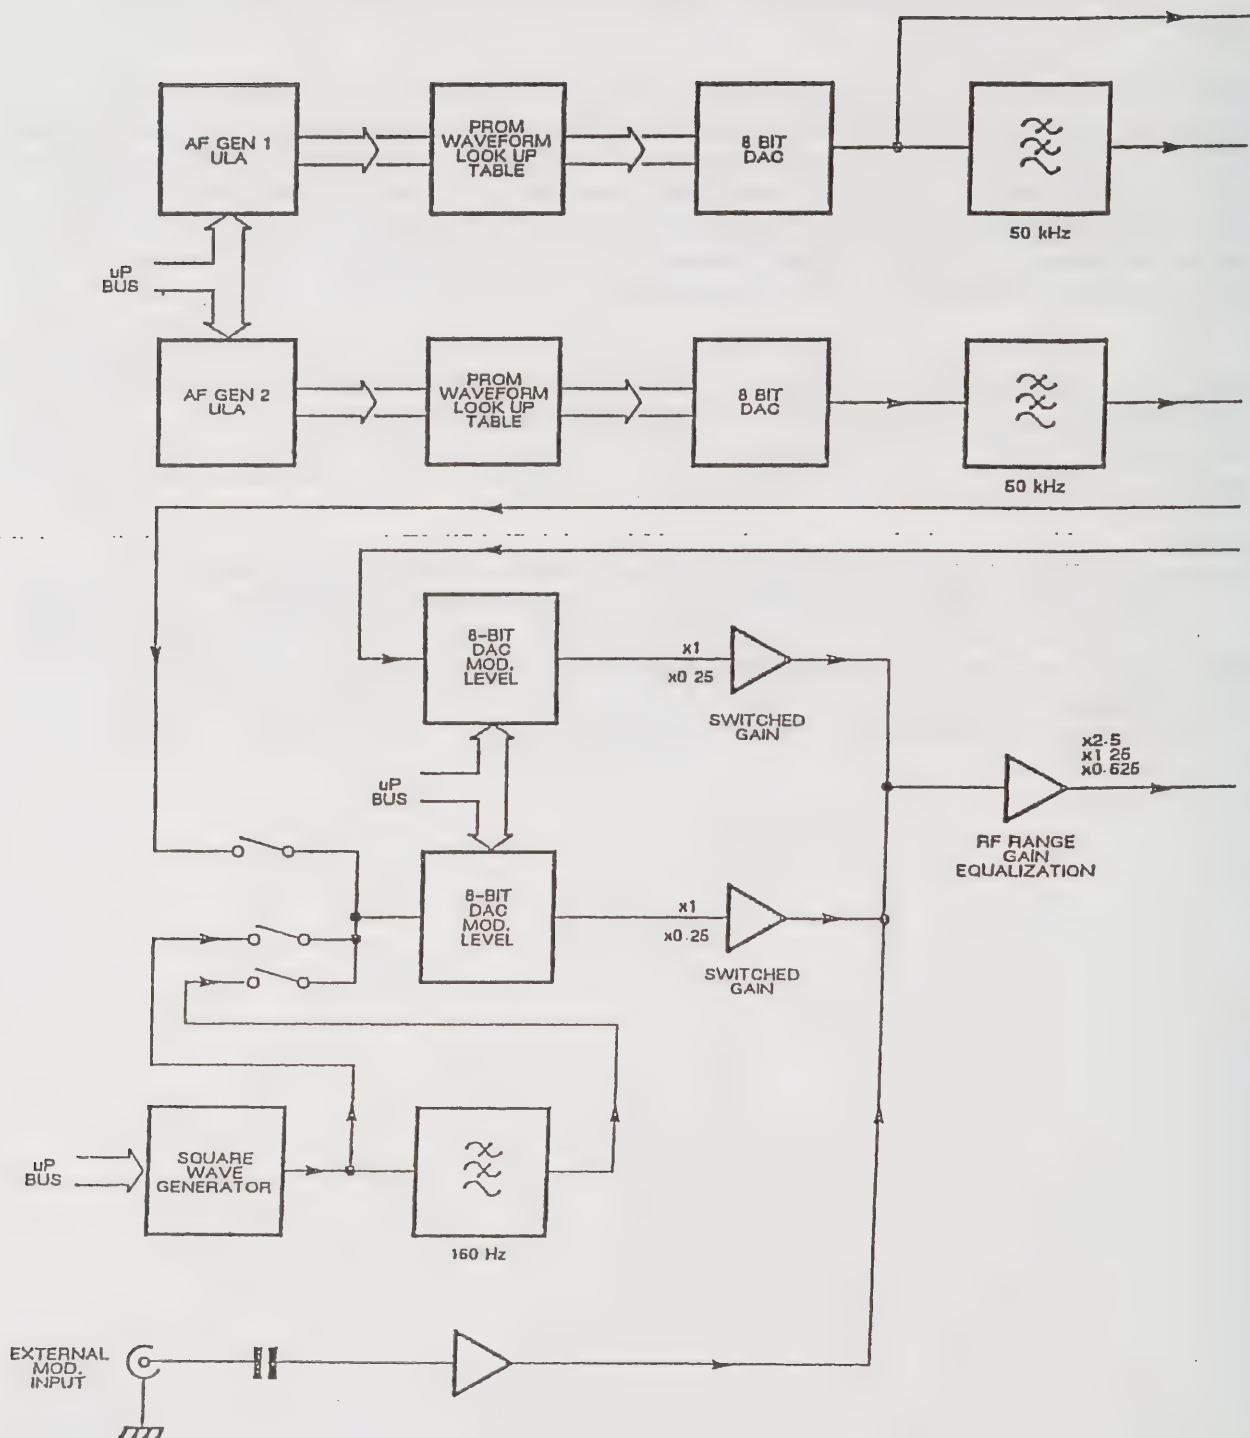 AF GEN 1
ULA
PROM
WAVEFORM
LOOK UP
TABLE
8 BIT
DAC
50 kHz
uP
BUS
AF GEN 2
ULA
PROM
WAVEFORM
LOOK UP
TABLE
8 BIT
DAC
50 kHz
8-BIT
DAC
MOD.
LEVEL
x1
x0.25
SWITCHED
GAIN
uP
BUS
x2.5
x1.25
x0.625
RF RANGE
GAIN
EQUALIZATION
8-BIT
DAC
MOD.
LEVEL
x1
x0.25
SWITCHED
GAIN
uP
BUS
SQUARE
WAVE
GENERATOR
160 Hz
EXTERNAL
MOD.
INPUT